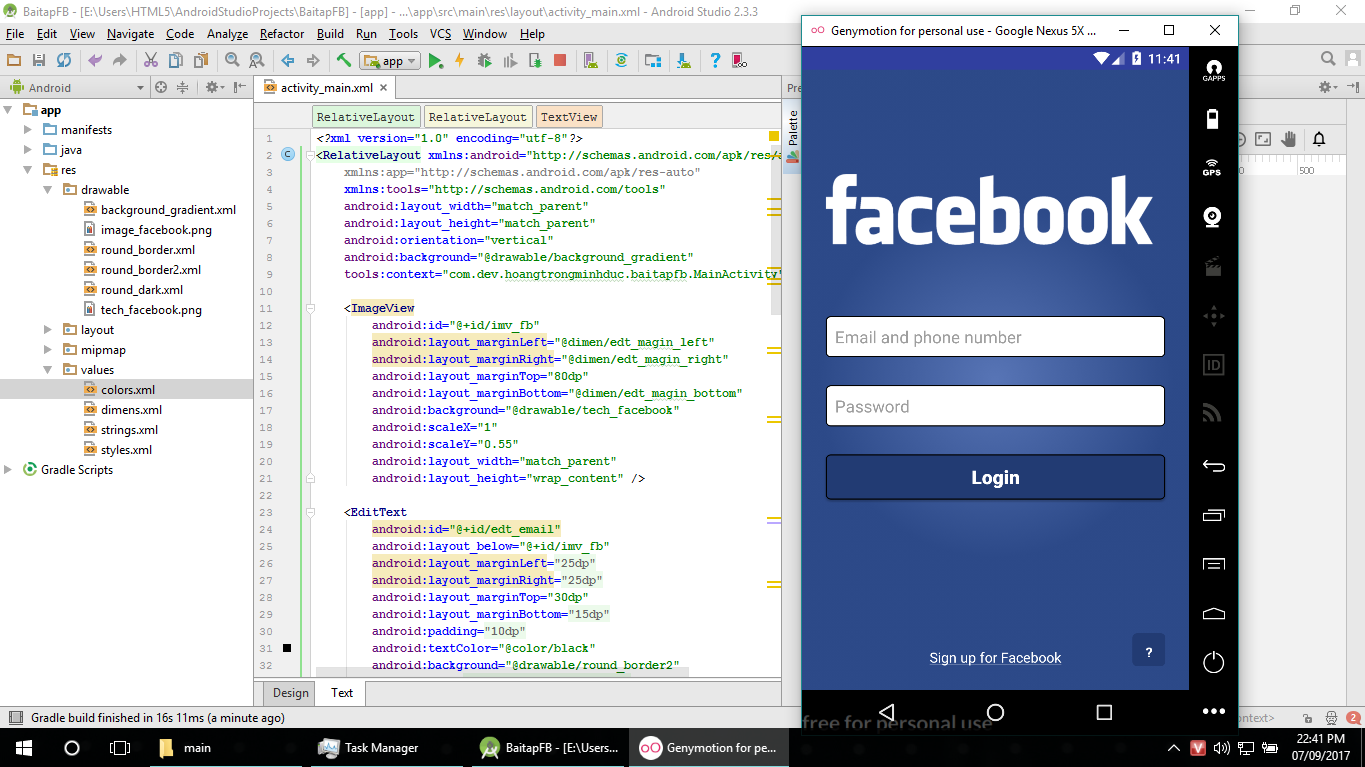 BaitapFB - [E:\Users\HTML5\AndroidStudioProjects\BaitapFB] - [app] - ...\app\src\main\res\layout\activity_main.xml - Android Studio 2.3.3
File Edit View Navigate Code Analyze Refactor Build Run Tools VCS Window Help
app
Android
activity_main.xml
Pre
RelativeLayout RelativeLayout TextView
Palette
500
app
manifests
java
res
drawable
background_gradient.xml
image_facebook.png
round_border.xml
round_border2.xml
round_dark.xml
tech_facebook.png
layout
mipmap
values
colors.xml
dimens.xml
strings.xml
styles.xml
Gradle Scripts
1 <?xml version="1.0" encoding="utf-8"?>
2 C <RelativeLayout xmlns:android="http://schemas.android.com/apk/res/a
3 xmlns:app="http://schemas.android.com/apk/res-auto"
4 xmlns:tools="http://schemas.android.com/tools"
5 android:layout_width="match_parent"
6 android:layout_height="match_parent"
7 android:orientation="vertical"
8 android:background="@drawable/background_gradient"
9 tools:context="com.dev.hoangtrongminhduc.baitapfb.MainActivity"
10
11 <ImageView
12 android:id="@+id/imv_fb"
13 android:layout_marginLeft="@dimen/edt_magin_left"
14 android:layout_marginRight="@dimen/edt_magin_right"
15 android:layout_marginTop="80dp"
16 android:layout_marginBottom="@dimen/edt_magin_bottom"
17 android:background="@drawable/tech_facebook"
18 android:scaleX="1"
19 android:scaleY="0.55"
20 android:layout_width="match_parent"
21 android:layout_height="wrap_content" />
22
23 <EditText
24 android:id="@+id/edt_email"
25 android:layout_below="@+id/imv_fb"
26 android:layout_marginLeft="25dp"
27 android:layout_marginRight="25dp"
28 android:layout_marginTop="30dp"
29 android:layout_marginBottom="15dp"
30 android:padding="10dp"
31 android:textColor="@color/black"
32 android:background="@drawable/round_border2"
Design Text
Gradle build finished in 16s 11ms (a minute ago)
ontext>
2
Genymotion for personal use - Google Nexus 5X ...
11:41
facebook
Email and phone number
Password
Login
Sign up for Facebook
?
free for personal use
GAPPS
GPS
ID
main
Task Manager
BaitapFB - [E:\Users...
Genymotion for pe...
V
22:41 PM
07/09/2017